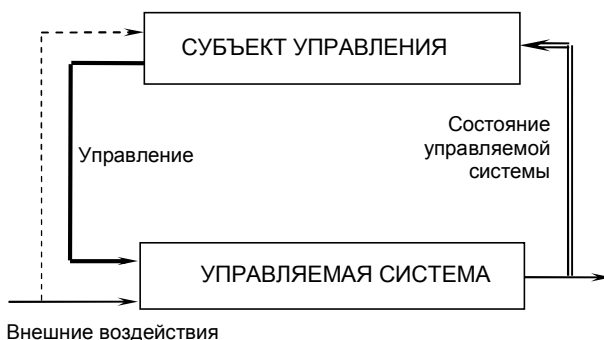 СУБЪЕКТ УПРАВЛЕНИЯ
Управление
Состояние
управляемой
системы
УПРАВЛЯЕМАЯ СИСТЕМА
Внешние воздействия